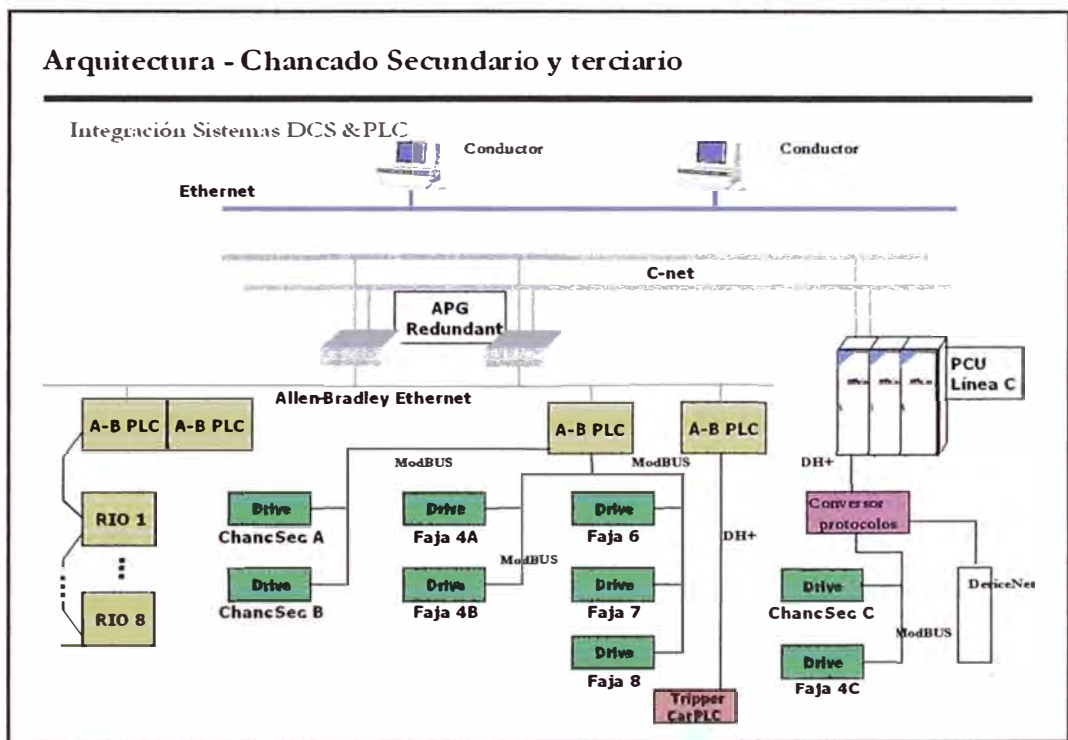 Arquitectura - Chancado Secundario y terciario
Integración Sistemas DCS & PLC
Conductor
Conductor
Ethernet
C-net
APG
Redundant
PCU
Línea C
Allen-Bradley Ethernet
A-B PLC
A-B PLC
A-B PLC
A-B PLC
ModBUS
ModBUS
DH+
RIO 1
Drive
ChancSec A
Drive
Faja 4A
Drive
Faja 6
DH+
Conversor
protocolos
ModBUS
Drive
ChancSec B
Drive
Faja 4B
Drive
Faja 7
Drive
ChancSec C
RIO 8
ModBUS
Drive
Faja 8
Drive
Faja 4C
Tripper
Car PLC